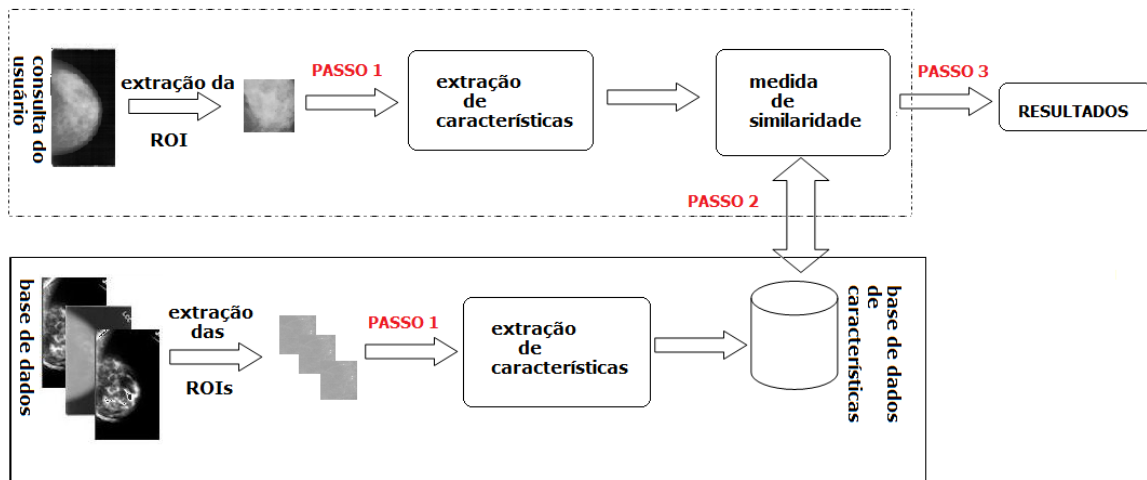 consulta do
usuário
extração da
ROI
PASSO 1
extração
de
características
medida
de
similaridade
PASSO 3
RESULTADOS
PASSO 2
base de dados
extração
das
ROIs
PASSO 1
extração
de
características
base de dados
de
características